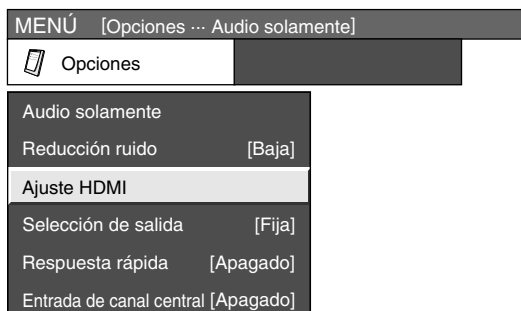 MENÚ [Opciones ··· Audio solamente]
Opciones
Audio solamente
Reducción ruido [Baja]
Ajuste HDMI
Selección de salida [Fija]
Respuesta rápida [Apagado]
Entrada de canal central [Apagado]